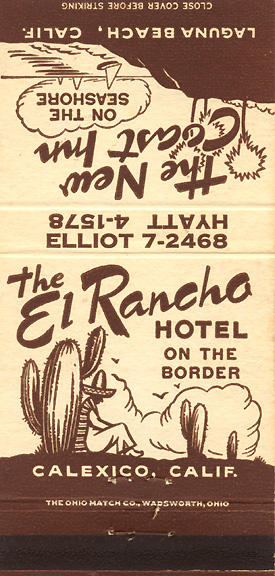 CLOSE COVER BEFORE STRIKING
LAGUNA BEACH, CALIF.
ON THE
SEASHORE
the New
Coast Inn
HYATT 4-1578
ELLIOT 7-2468
the
El Rancho
HOTEL
ON THE
BORDER
CALEXICO, CALIF.
THE OHIO MATCH CO., WADSWORTH, OHIO